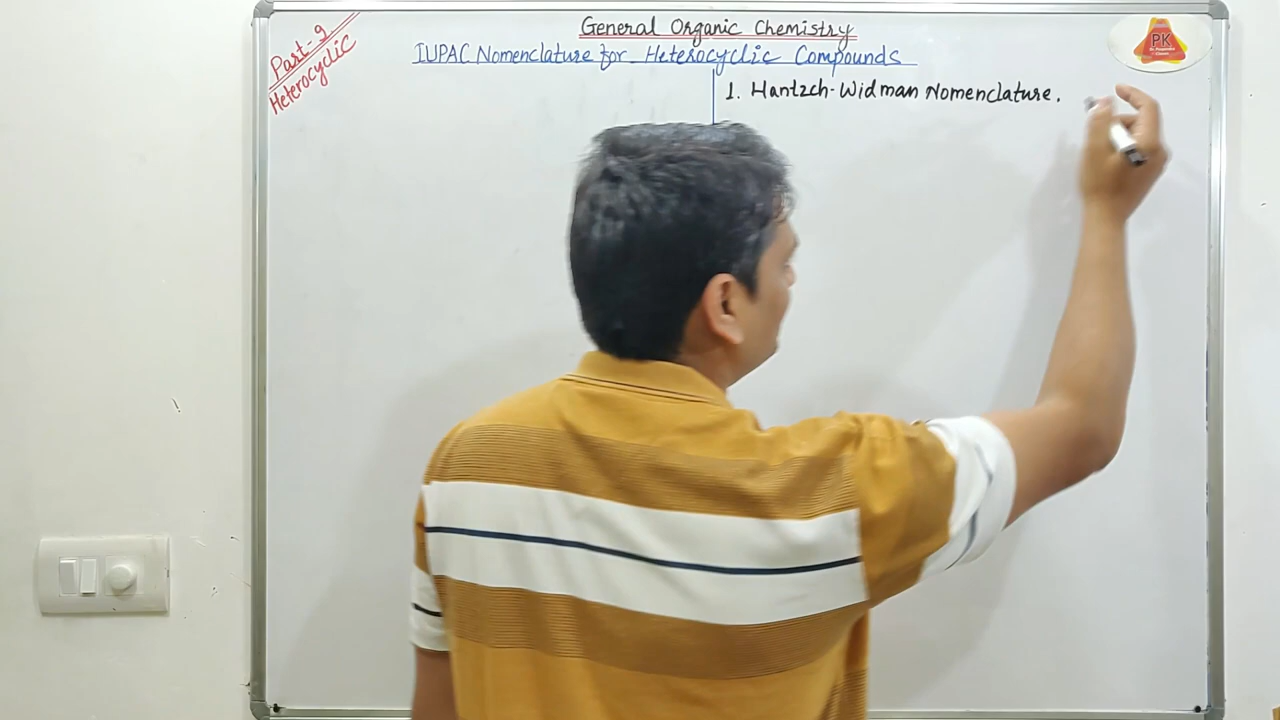 Part-9
Heterocyclic
General Organic Chemistry
IUPAC Nomenclature for Heterocyclic Compounds
1. Hantzch-Widman Nomenclature.
PK